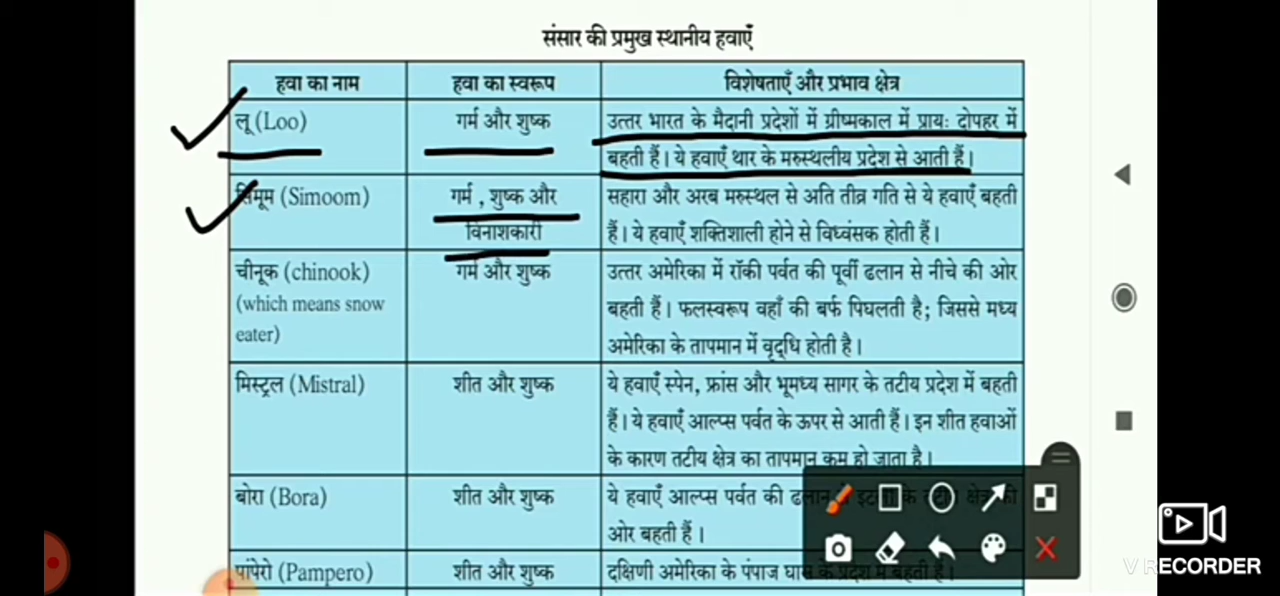 संसार की प्रमुख स्थानीय हवाएँ
हवा का नाम
हवा का स्वरूप
विशेषताएँ और प्रभाव क्षेत्र
लू (Loo)
गर्म और शुष्क
उत्तर भारत के मैदानी प्रदेशों में ग्रीष्मकाल में प्रायः दोपहर में
बहती हैं। ये हवाएँ थार के मरुस्थलीय प्रदेश से आती हैं।
सिमूम (Simoom)
गर्म , शुष्क और
विनाशकारी
सहारा और अरब मरुस्थल से अति तीव्र गति से ये हवाएँ बहती
हैं। ये हवाएँ शक्तिशाली होने से विध्वंसक होती हैं।
चीनूक (chinook)
(which means snow
eater)
गर्म और शुष्क
उत्तर अमेरिका में रॉकी पर्वत की पूर्वी ढलान से नीचे की ओर
बहती हैं। फलस्वरूप वहाँ की बर्फ पिघलती है; जिससे मध्य
अमेरिका के तापमान में वृद्धि होती है।
मिस्ट्रल (Mistral)
शीत और शुष्क
ये हवाएँ स्पेन, फ्रांस और भूमध्य सागर के तटीय प्रदेश में बहती
हैं। ये हवाएँ आल्प्स पर्वत के ऊपर से आती हैं। इन शीत हवाओं
के कारण तटीय क्षेत्र का तापमान कम हो जाता है।
बोरा (Bora)
शीत और शुष्क
ये हवाएँ आल्प्स पर्वत की ढलान से इटली के तटीय क्षेत्र की
ओर बहती हैं।
पांपेरो (Pampero)
शीत और शुष्क
दक्षिणी अमेरिका के पंपाज घास के प्रदेश में बहती हैं।
V RECORDER